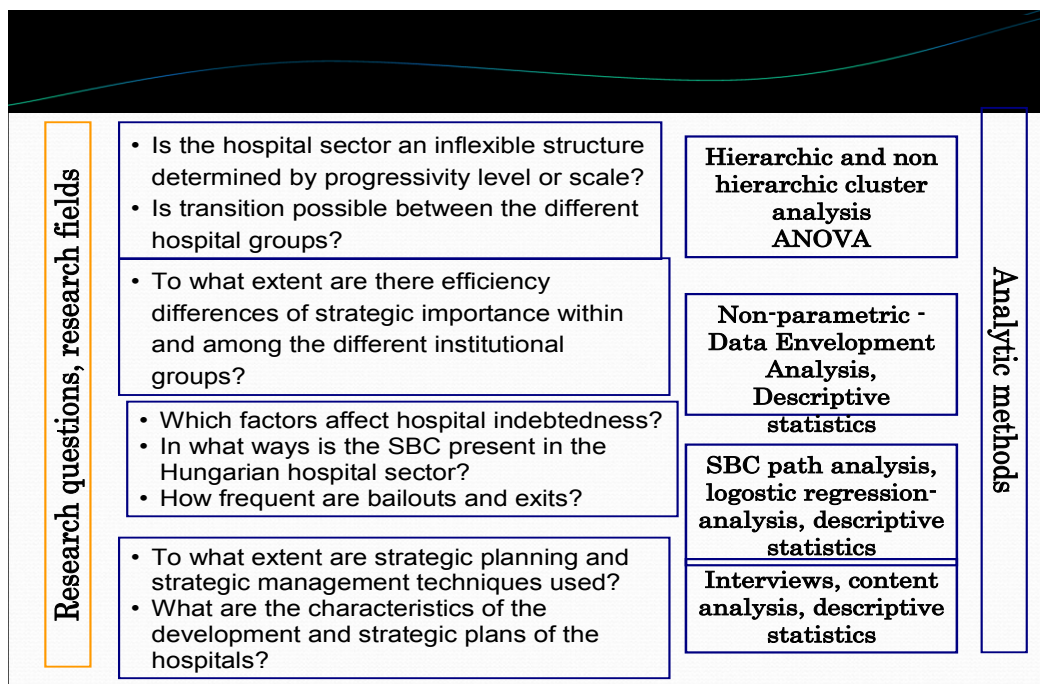 Research questions, research fields
• Is the hospital sector an inflexible structure
determined by progressivity level or scale?
• Is transition possible between the different
hospital groups?
Hierarchic and non
hierarchic cluster
analysis
ANOVA
• To what extent are there efficiency
differences of strategic importance within
and among the different institutional
groups?
Non-parametric -
Data Envelopment
Analysis,
Descriptive
statistics
• Which factors affect hospital indebtedness?
• In what ways is the SBC present in the
Hungarian hospital sector?
• How frequent are bailouts and exits?
SBC path analysis,
logostic regression-
analysis, descriptive
statistics
• To what extent are strategic planning and
strategic management techniques used?
• What are the characteristics of the
development and strategic plans of the
hospitals?
Interviews, content
analysis, descriptive
statistics
Analytic methods